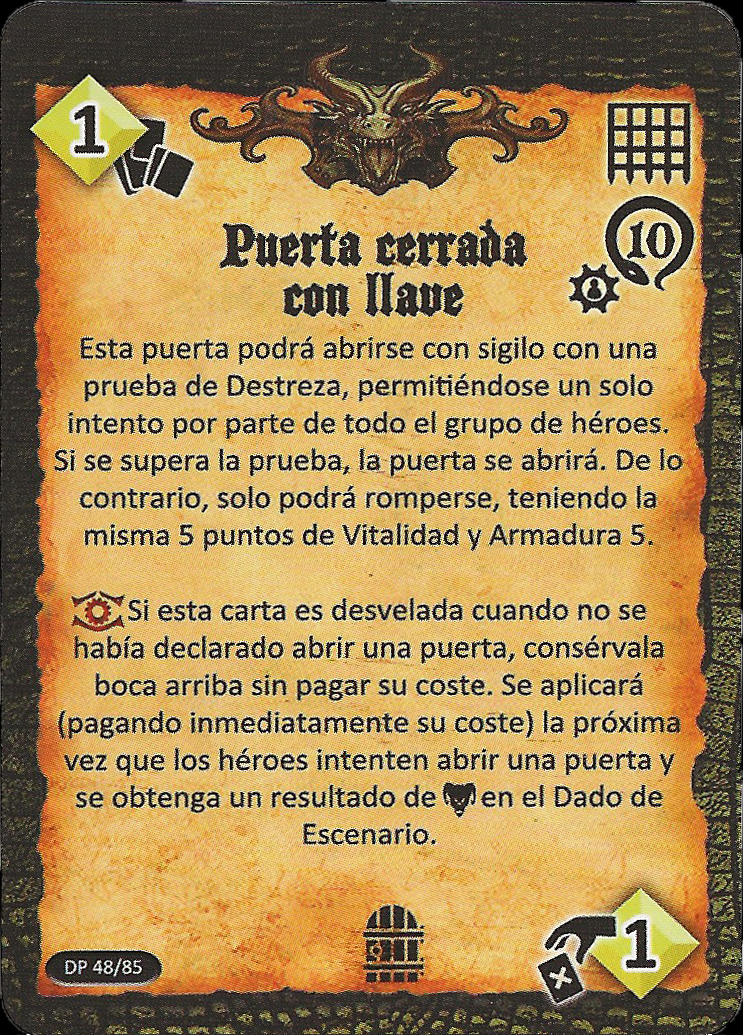 1
10
Puerta cerrada
con llave
Esta puerta podrá abrirse con sigilo con una
prueba de Destreza, permitiéndose un solo
intento por parte de todo el grupo de héroes.
Si se supera la prueba, la puerta se abrirá. De lo
contrario, solo podrá romperse, teniendo la
misma 5 puntos de Vitalidad y Armadura 5.
Si esta carta es desvelada cuando no se
había declarado abrir una puerta, consérvala
boca arriba sin pagar su coste. Se aplicará
(pagando inmediatamente su coste) la próxima
vez que los héroes intenten abrir una puerta y
se obtenga un resultado de en el Dado de
Escenario.
DP 48/85
1